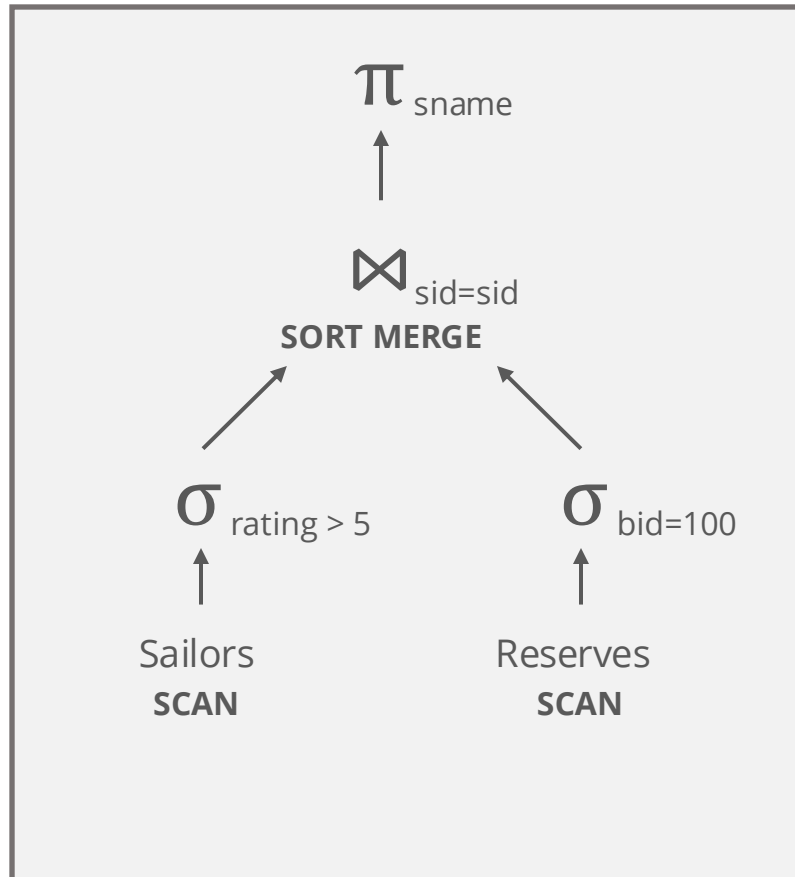 π sname
⋈ sid=sid
SORT MERGE
σ rating > 5
σ bid=100
Sailors
SCAN
Reserves
SCAN